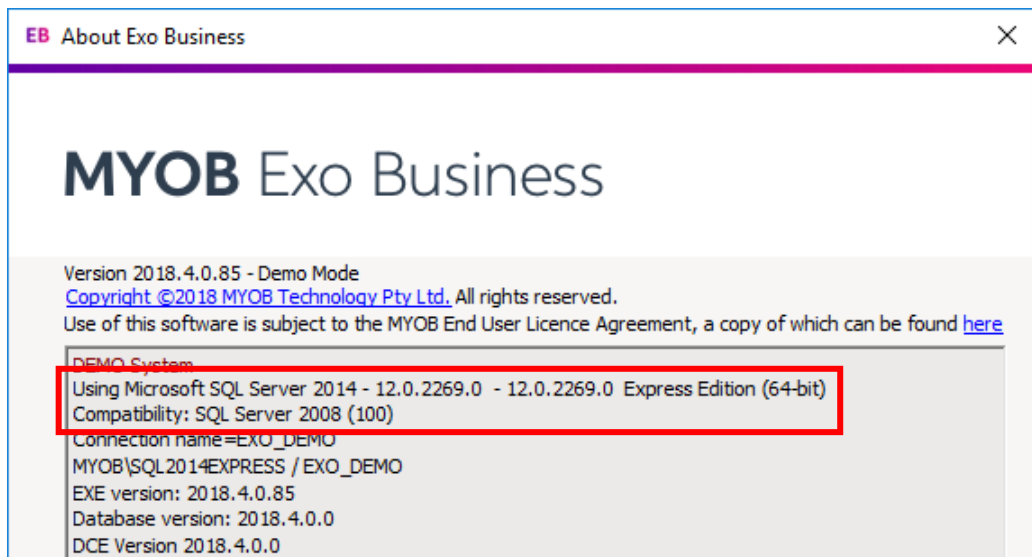 EB About Exo Business
MYOB Exo Business
Version 2018.4.0.85 - Demo Mode
Copyright ©2018 MYOB Technology Pty Ltd. All rights reserved.
Use of this software is subject to the MYOB End User Licence Agreement, a copy of which can be found here
DEMO System
Using Microsoft SQL Server 2014 - 12.0.2269.0 - 12.0.2269.0 Express Edition (64-bit)
Compatibility: SQL Server 2008 (100)
Connection name=EXO_DEMO
MYOB\SQL2014EXPRESS / EXO_DEMO
EXE version: 2018.4.0.85
Database version: 2018.4.0.0
DCE Version 2018.4.0.0